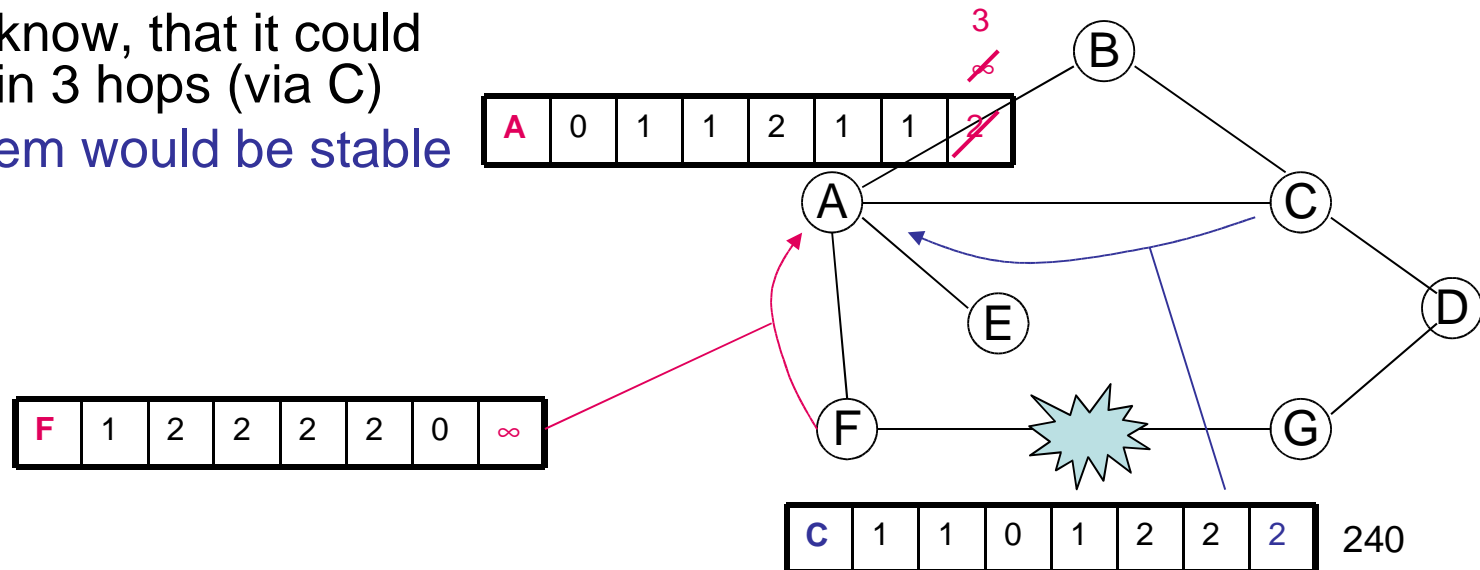 know, that it could
in 3 hops (via C)
em would be stable
3
∞
A 0 1 1 2 1 1 2
B
A
C
E
D
F 1 2 2 2 2 0 ∞
F
G
C 1 1 0 1 2 2 2
240